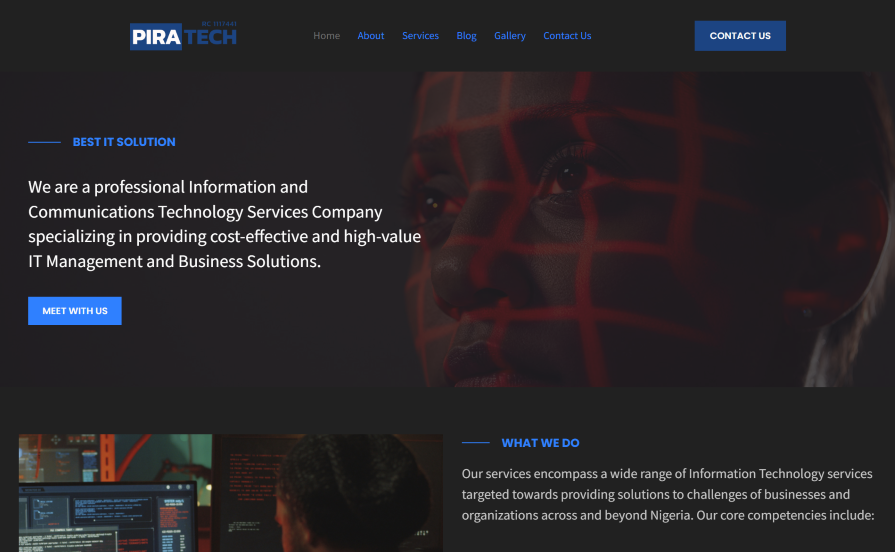 RC 1117441
PIRATECH
Home About Services Blog Gallery Contact Us
CONTACT US
BEST IT SOLUTION
We are a professional Information and
Communications Technology Services Company
specializing in providing cost-effective and high-value
IT Management and Business Solutions.
MEET WITH US
WHAT WE DO
Our services encompass a wide range of Information Technology services
targeted towards providing solutions to challenges of businesses and
organizations across and beyond Nigeria. Our core competencies include: